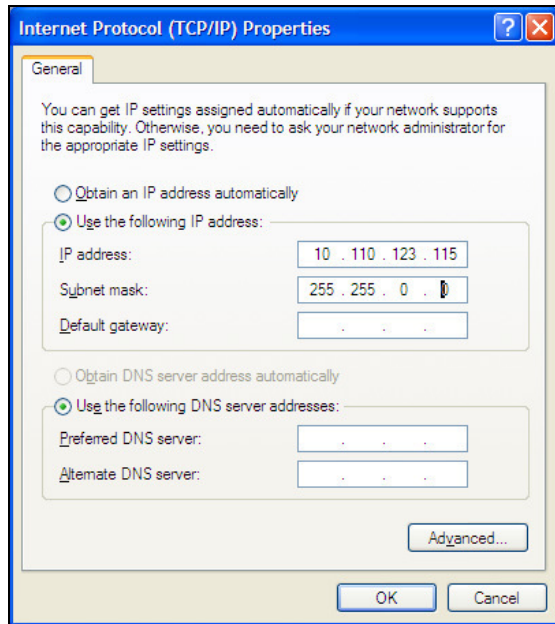 Internet Protocol (TCP/IP) Properties
General
You can get IP settings assigned automatically if your network supports
this capability. Otherwise, you need to ask your network administrator for
the appropriate IP settings.
Obtain an IP address automatically
Use the following IP address:
IP address: 10 . 110 . 123 . 115
Subnet mask: 255 . 255 . 0 . 0
Default gateway: . . .
Obtain DNS server address automatically
Use the following DNS server addresses:
Preferred DNS server: . . .
Alternate DNS server: . . .
Advanced...
OK Cancel